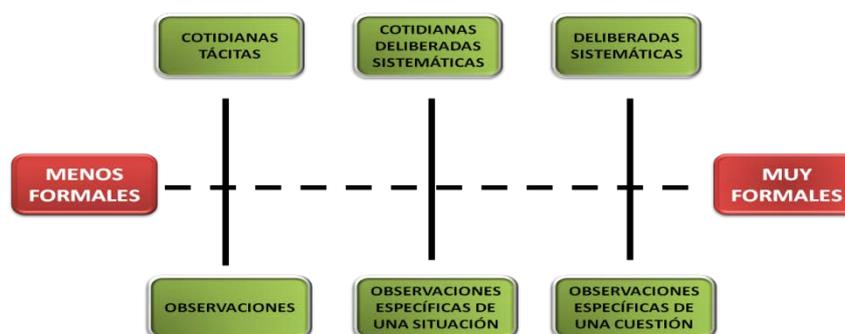 COTIDIANAS
TÁCITAS
COTIDIANAS
DELIBERADAS
SISTEMÁTICAS
DELIBERADAS
SISTEMÁTICAS
MENOS
FORMALES
MUY
FORMALES
OBSERVACIONES
OBSERVACIONES
ESPECÍFICAS DE
UNA SITUACIÓN
OBSERVACIONES
ESPECÍFICAS DE
UNA CUESTIÓN